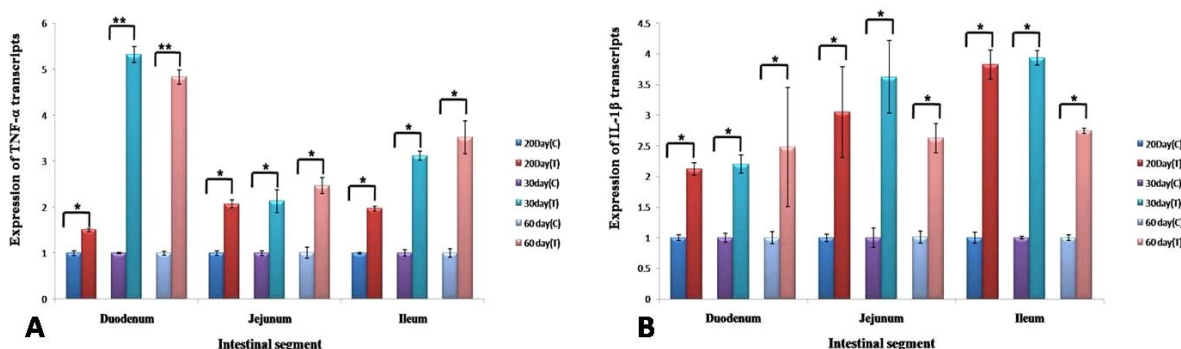 Expression of TNF-α transcripts
6
5
4
3
2
1
0
*
**
**
*
*
*
*
*
*
Duodenum
Jejunum
Ileum
Intestinal segment
20Day(C)
20Day(T)
30day(C)
30day(T)
60 day(C)
60 day(T)
A
Expression of IL-1β transcripts
4.5
4
3.5
3
2.5
2
1.5
1
0.5
0
*
*
*
*
*
*
*
*
*
Duodenum
Jejunum
Ileum
Intestinal segment
20Day(C)
20Day(T)
30day(C)
30day(T)
60 day(C)
60 day(T)
B